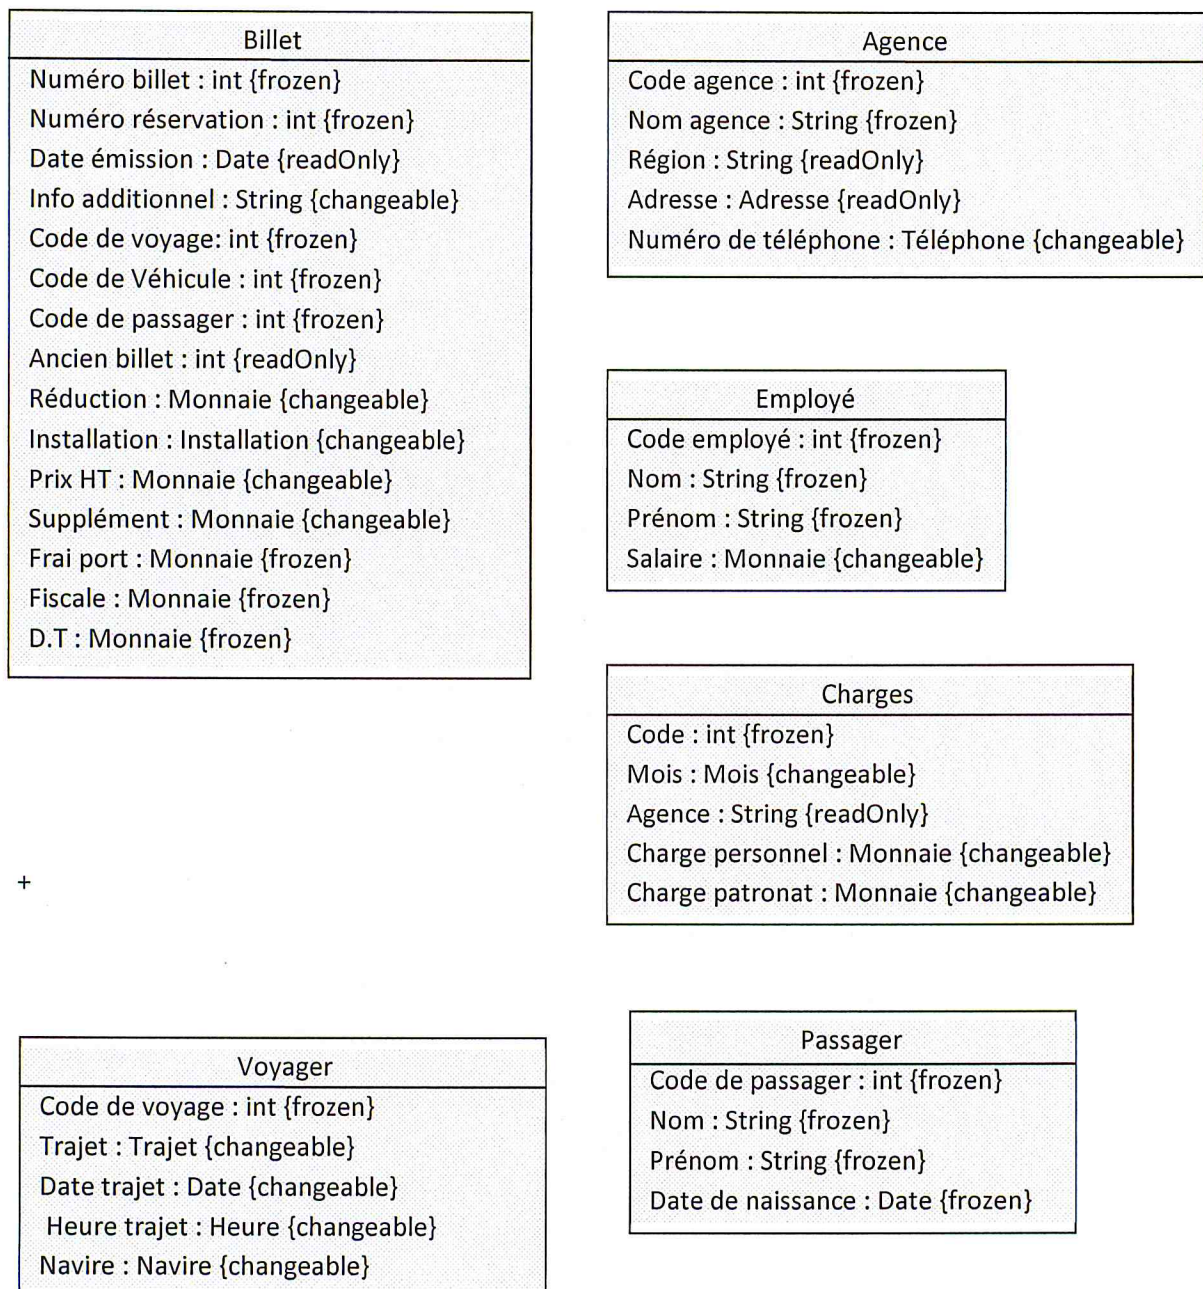 Billet
Numéro billet : int {frozen}
Numéro réservation : int {frozen}
Date émission : Date {readOnly}
Info additionnel : String {changeable}
Code de voyage: int {frozen}
Code de Véhicule : int {frozen}
Code de passager : int {frozen}
Ancien billet : int {readOnly}
Réduction : Monnaie {changeable}
Installation : Installation {changeable}
Prix HT : Monnaie {changeable}
Supplément : Monnaie {changeable}
Frai port : Monnaie {frozen}
Fiscale : Monnaie {frozen}
D.T : Monnaie {frozen}
Agence
Code agence : int {frozen}
Nom agence : String {frozen}
Région : String {readOnly}
Adresse : Adresse {readOnly}
Numéro de téléphone : Téléphone {changeable}
Employé
Code employé : int {frozen}
Nom : String {frozen}
Prénom : String {frozen}
Salaire : Monnaie {changeable}
Charges
Code : int {frozen}
Mois : Mois {changeable}
Agence : String {readOnly}
Charge personnel : Monnaie {changeable}
Charge patronat : Monnaie {changeable}
+
Voyager
Code de voyage : int {frozen}
Trajet : Trajet {changeable}
Date trajet : Date {changeable}
Heure trajet : Heure {changeable}
Navire : Navire {changeable}
Passager
Code de passager : int {frozen}
Nom : String {frozen}
Prénom : String {frozen}
Date de naissance : Date {frozen}